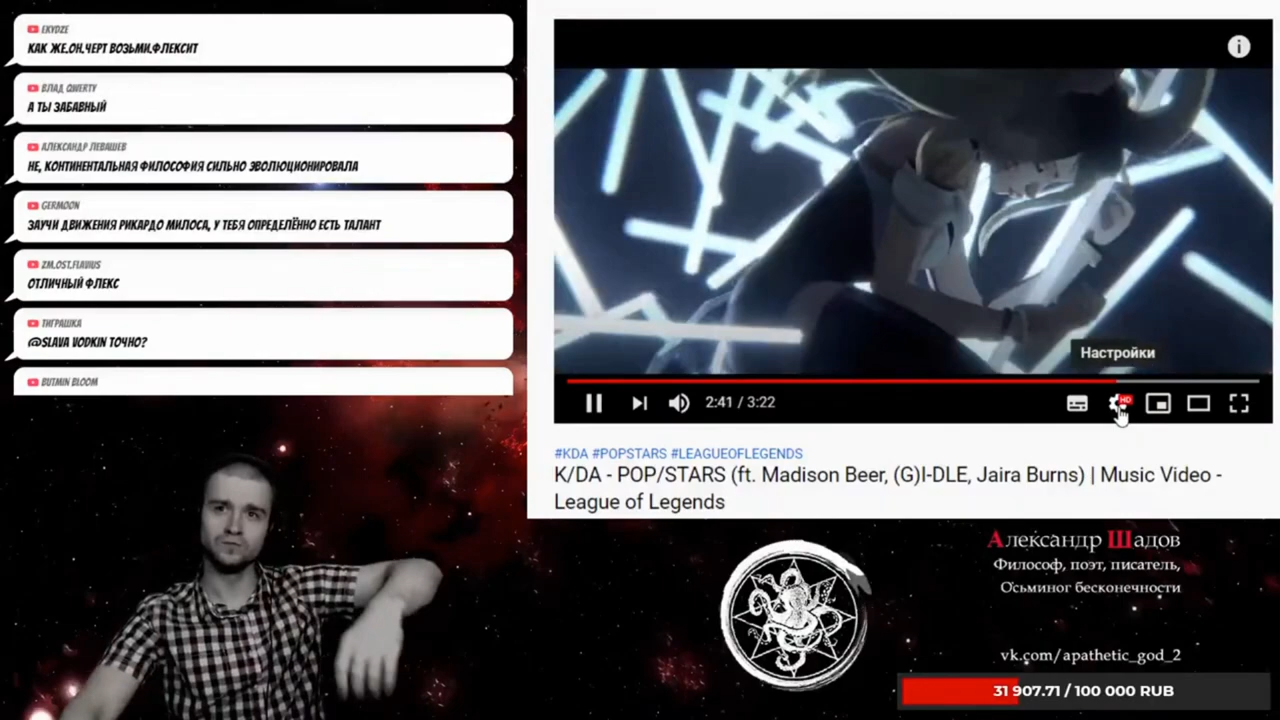 EKYDZE
КАК ЖЕ.ОН.ЧЕРТ ВОЗЬМИ.ФЛЕКСИТ
ВЛАД QWERTY
А ТЫ ЗАБАВНЫЙ
АЛЕКСАНДР ЛЕВАШЕВ
НЕ, КОНТИНЕНТАЛЬНАЯ ФИЛОСОФИЯ СИЛЬНО ЭВОЛЮЦИОНИРОВАЛА
GERMOON
ЗАУЧИ ДВИЖЕНИЯ РИКАРДО МИЛОСА, У ТЕБЯ ОПРЕДЕЛЁННО ЕСТЬ ТАЛАНТ
ZM.OST.FLAVIUS
ОТЛИЧНЫЙ ФЛЕКС
ТИГРАШКА
@SLAVA VODKIN ТОЧНО?
BUTMIN BLOOM
Настройки
2:41 / 3:22
HD
#KDA #POPSTARS #LEAGUEOFLEGENDS
K/DA - POP/STARS (ft. Madison Beer, (G)I-DLE, Jaira Burns) | Music Video -
League of Legends
Александр Шадов
Философ, поэт, писатель,
Осьминог бесконечности
vk.com/apathetic_god_2
31 907.71 / 100 000 RUB